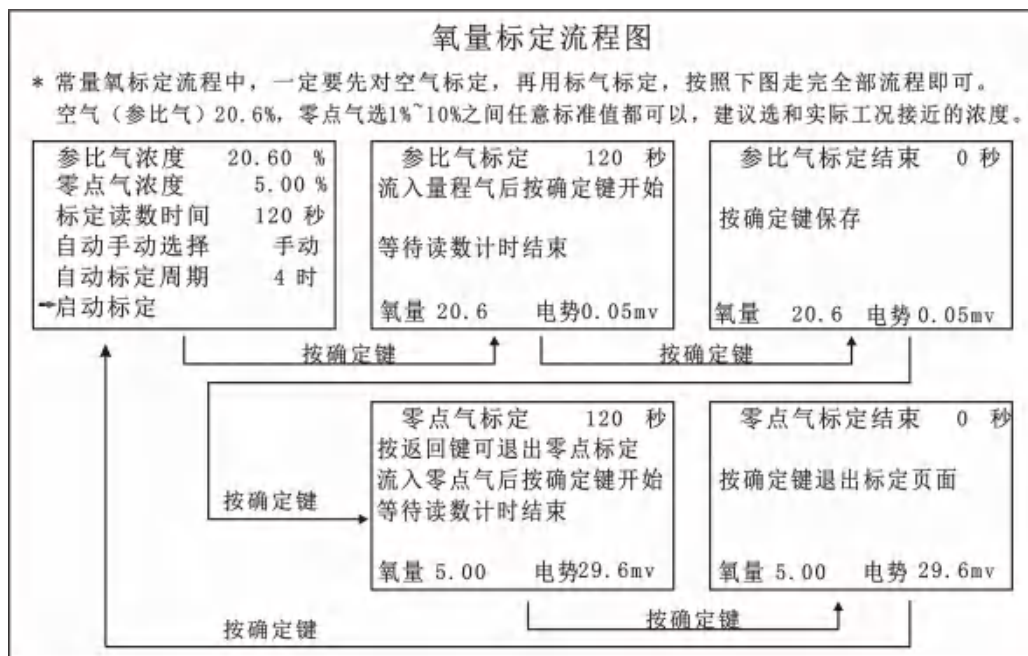 氧量标定流程图
* 常量氧标定流程中，一定要先对空气标定，再用标气标定，按照下图走完全部流程即可。
空气（参比气）20.6%，零点气选1%~10%之间任意标准值都可以，建议选和实际工况接近的浓度。
参比气浓度 20.60 %
零点气浓度 5.00 %
标定读数时间 120 秒
自动手动选择 手动
自动标定周期 4 时
➡启动标定
参比气标定 120 秒
流入量程气后按确定键开始
等待读数计时结束
氧量 20.6 电势0.05mv
参比气标定结束 0 秒
按确定键保存
氧量 20.6 电势 0.05mv
按确定键
按确定键
零点气标定 120 秒
按返回键可退出零点标定
流入零点气后按确定键开始
等待读数计时结束
氧量 5.00 电势29.6mv
零点气标定结束 0 秒
按确定键退出标定页面
氧量 5.00 电势 29.6mv
按确定键
按确定键
按确定键